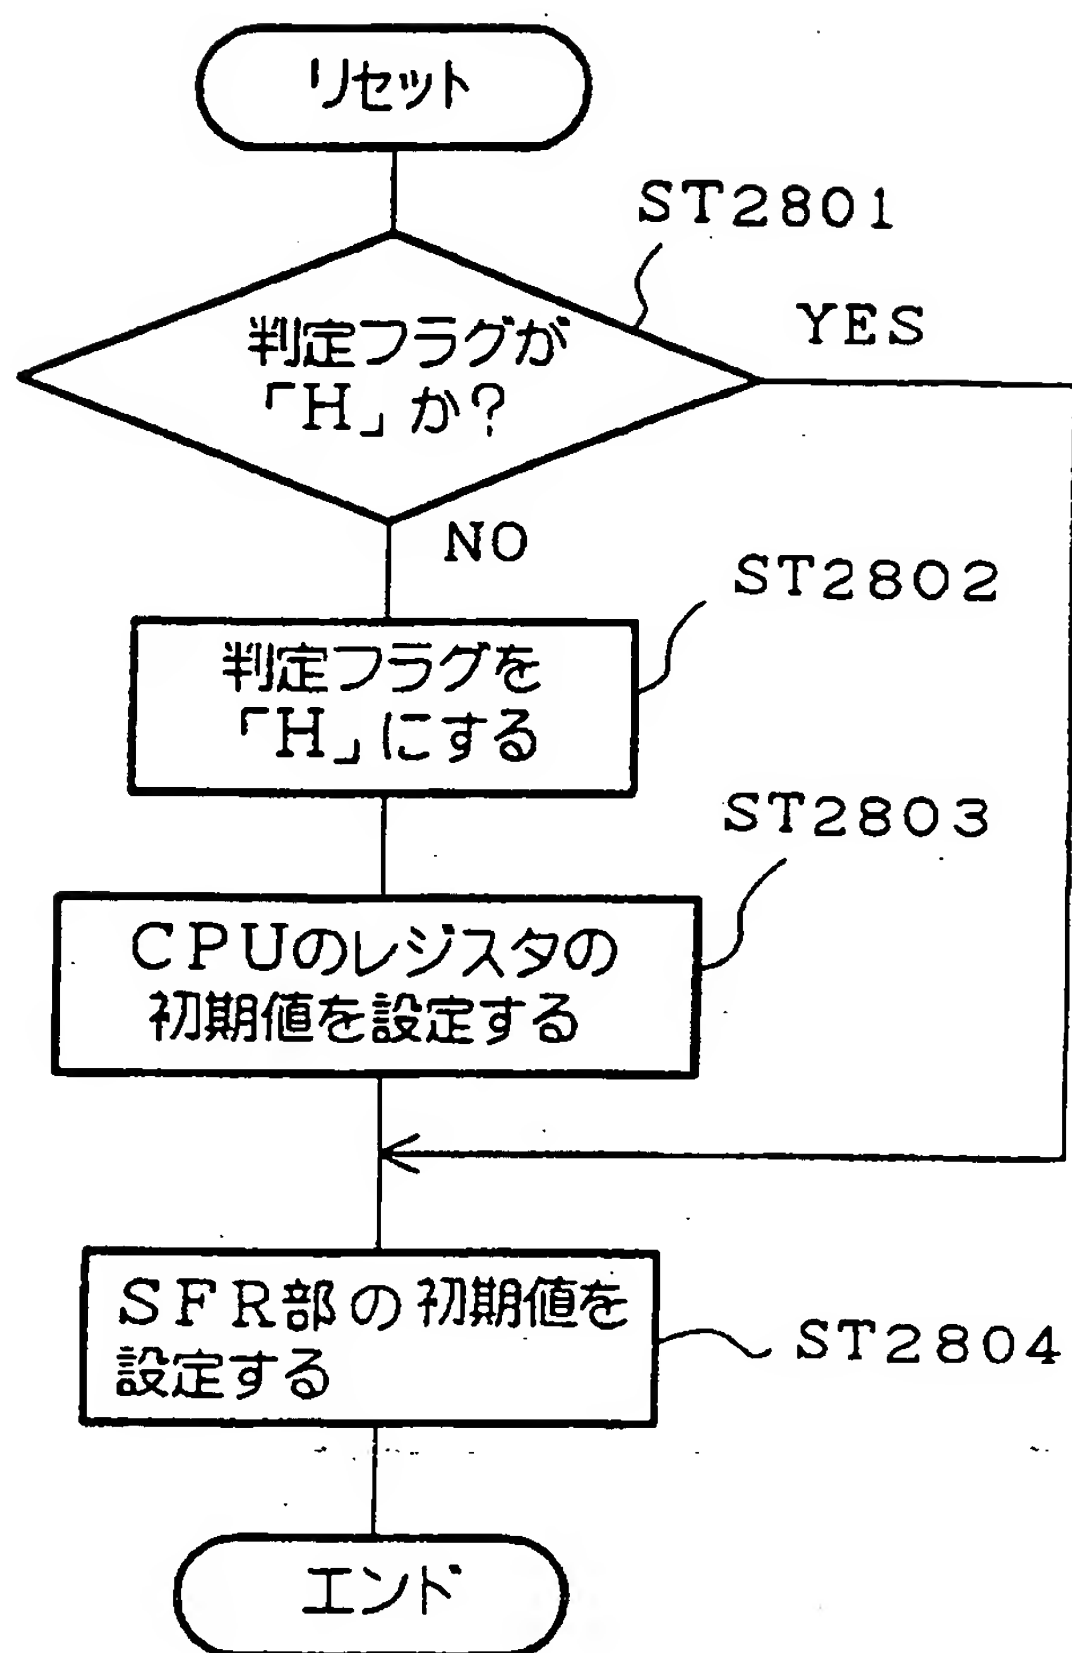 リセット
ST2801
YES
判定フラグが
「H」か?
NO
ST2802
判定フラグを
「H」にする
ST2803
CPUのレジスタの
初期値を設定する
SFR部の初期値を
設定する
ST2804
エンド